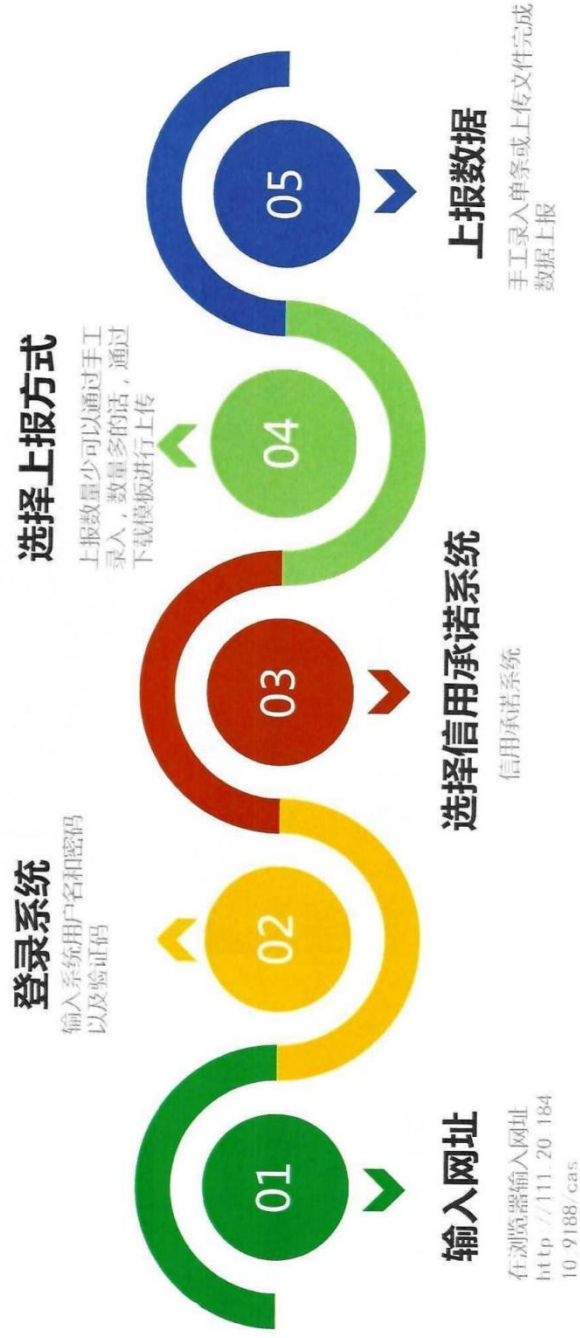 01
输入网址
在浏览器输入网址
http://111.20.184
10.9188/cas
02
登录系统
输入系统用户名和密码
以及验证码
03
选择信用承诺系统
信用承诺系统
04
选择上报方式
上报数量少可以通过手工
录入，数量多的话，通过
下载模板进行上传
05
上报数据
手工录入单条或上传文件完成
数据上报